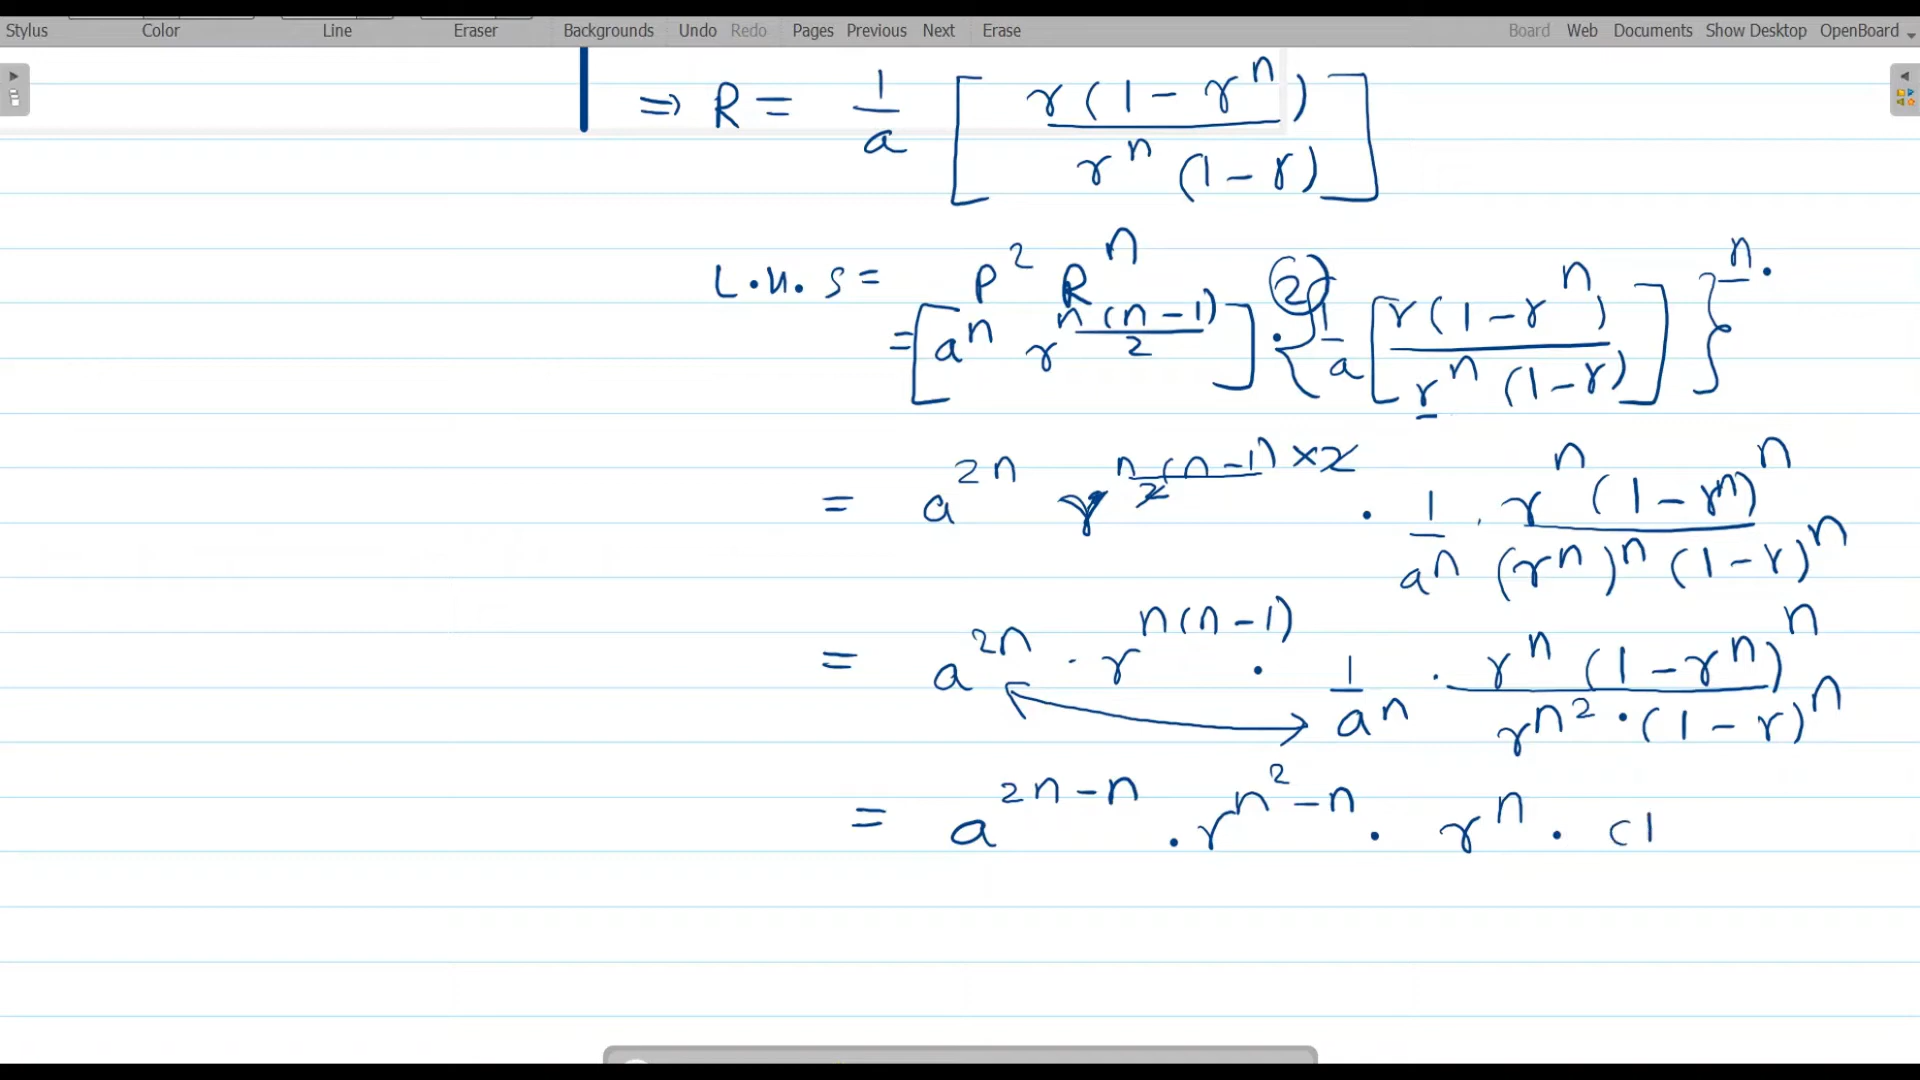 Stylus Color Line Eraser Backgrounds Undo Redo Pages Previous Next Erase Board Web Documents Show Desktop OpenBoard
⇒ R = 1/a [ r(1 - r^n) / r^n (1 - r) ]
L.H.S = P^2 R^n
= [ a^n r^(n(n-1)/2) ]^(2) . { 1/a [ r(1 - r^n) / r^n (1 - r) ] }^n .
= a^(2n) r^(n(n-1)/2 × 2) . 1/a^n . r^n (1 - r^n)^n / (r^n)^n (1 - r)^n
= a^(2n) . r^(n(n-1)) . 1/a^n . r^n (1 - r^n)^n / r^(n^2) . (1 - r)^n
= a^(2n-n) . r^(n^2-n) . r^n . (1